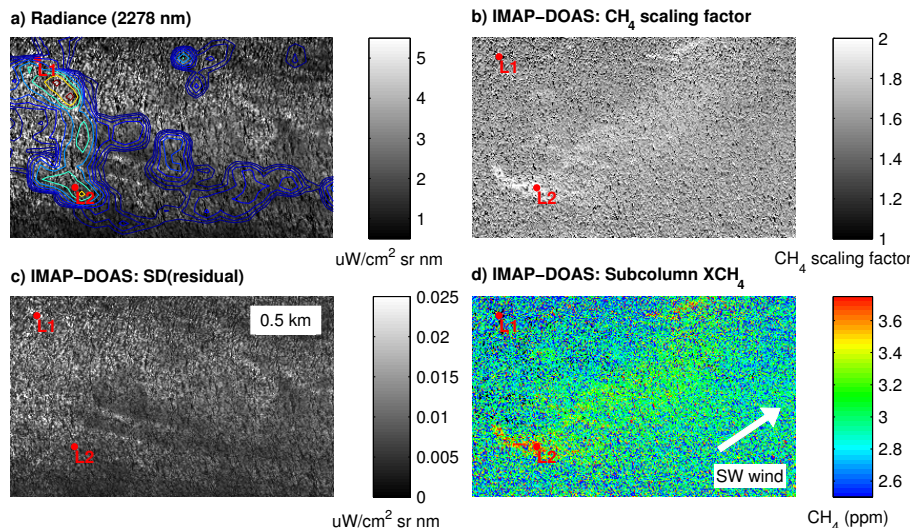 a) Radiance (2278 nm)
L1
L2
5
4
3
2
1
uW/cm² sr nm
b) IMAP−DOAS: CH₄ scaling factor
L1
L2
2
1.8
1.6
1.4
1.2
1
CH₄ scaling factor
c) IMAP−DOAS: SD(residual)
L1
0.5 km
L2
0.025
0.02
0.015
0.01
0.005
0
uW/cm² sr nm
d) IMAP−DOAS: Subcolumn XCH₄
L1
L2
SW wind
3.6
3.4
3.2
3
2.8
2.6
CH₄ (ppm)